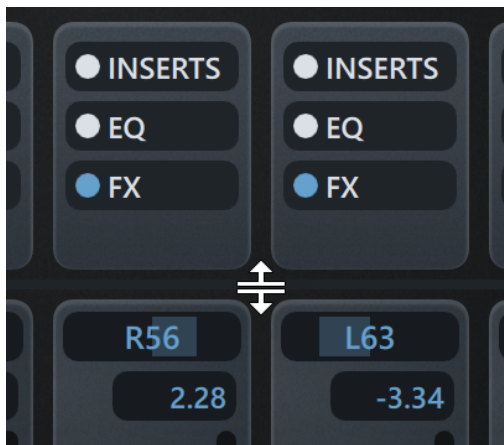 INSERTS INSERTS
EQ EQ
FX FX
R56 L63
2.28 -3.34